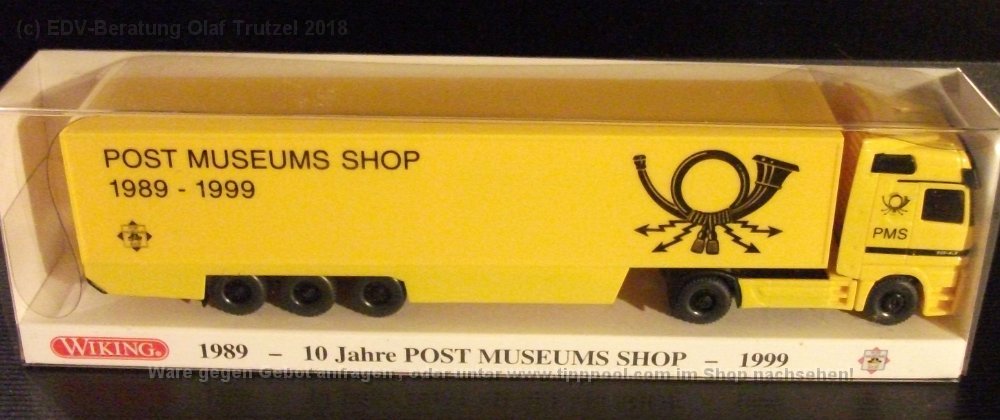 (c) EDV-Beratung Olaf Trutzel 2018
POST MUSEUMS SHOP
1989 - 1999
PMS
WIKING®
1989 – 10 Jahre POST MUSEUMS SHOP – 1999
Ware gegen Gebot anfragen, oder unter www.tipppool.com im Shop nachsehen!